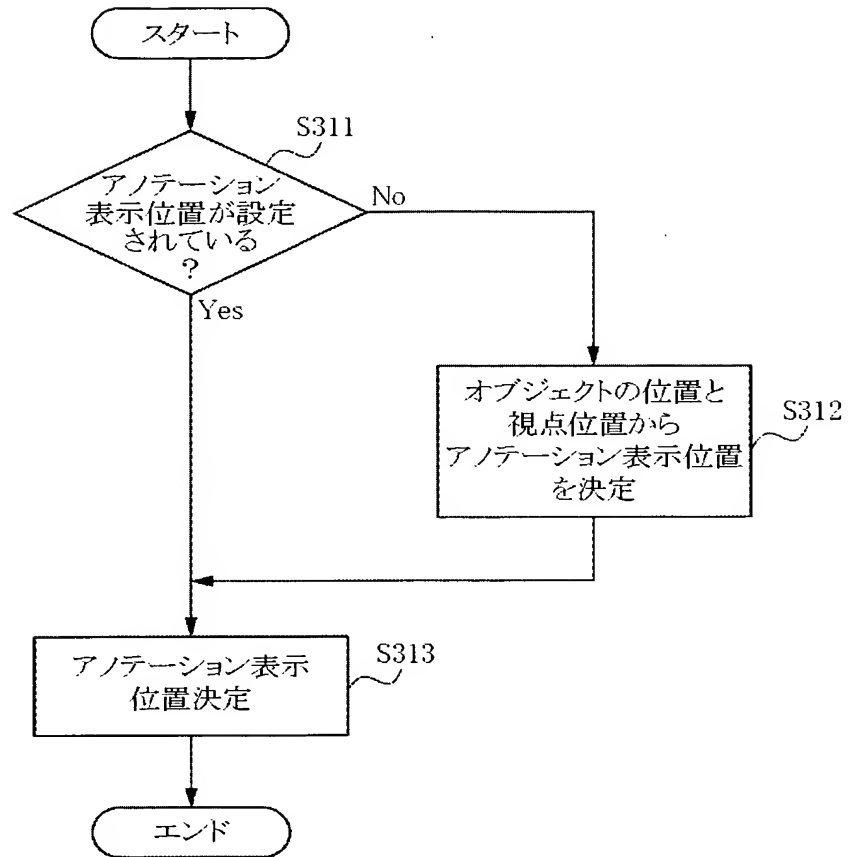 スタート
S311
アノテーション
表示位置が設定
されている
?
No
Yes
オブジェクトの位置と
視点位置から
アノテーション表示位置
を決定
S312
アノテーション表示
位置決定
S313
エンド